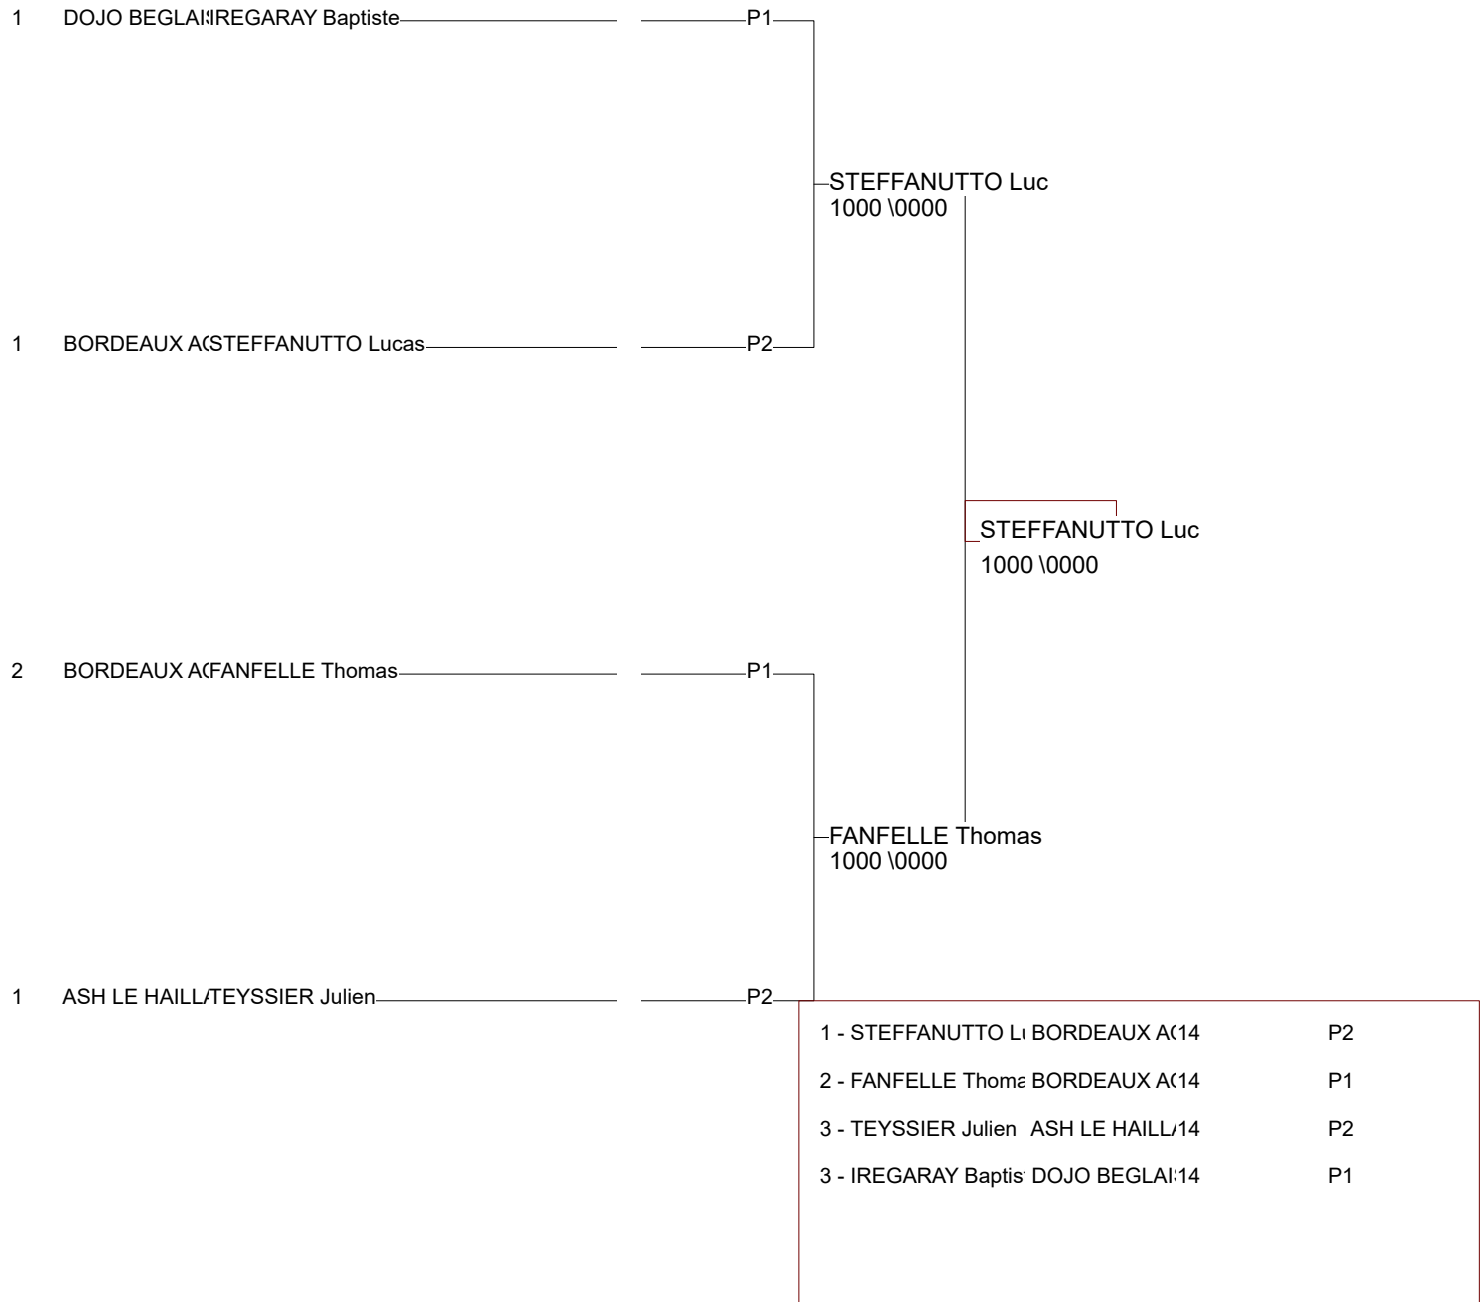 1 DOJO BEGLAI IREGARAY Baptiste P1
STEFFANUTTO Luc
1000 \0000
1 BORDEAUX A( STEFFANUTTO Lucas P2
STEFFANUTTO Luc
1000 \0000
2 BORDEAUX A( FANFELLE Thomas P1
FANFELLE Thomas
1000 \0000
1 ASH LE HAILL TEYSSIER Julien P2
1 - STEFFANUTTO L BORDEAUX A( 14 P2
2 - FANFELLE Thoma BORDEAUX A( 14 P1
3 - TEYSSIER Julien ASH LE HAILL 14 P2
3 - IREGARAY Baptis DOJO BEGLAI 14 P1